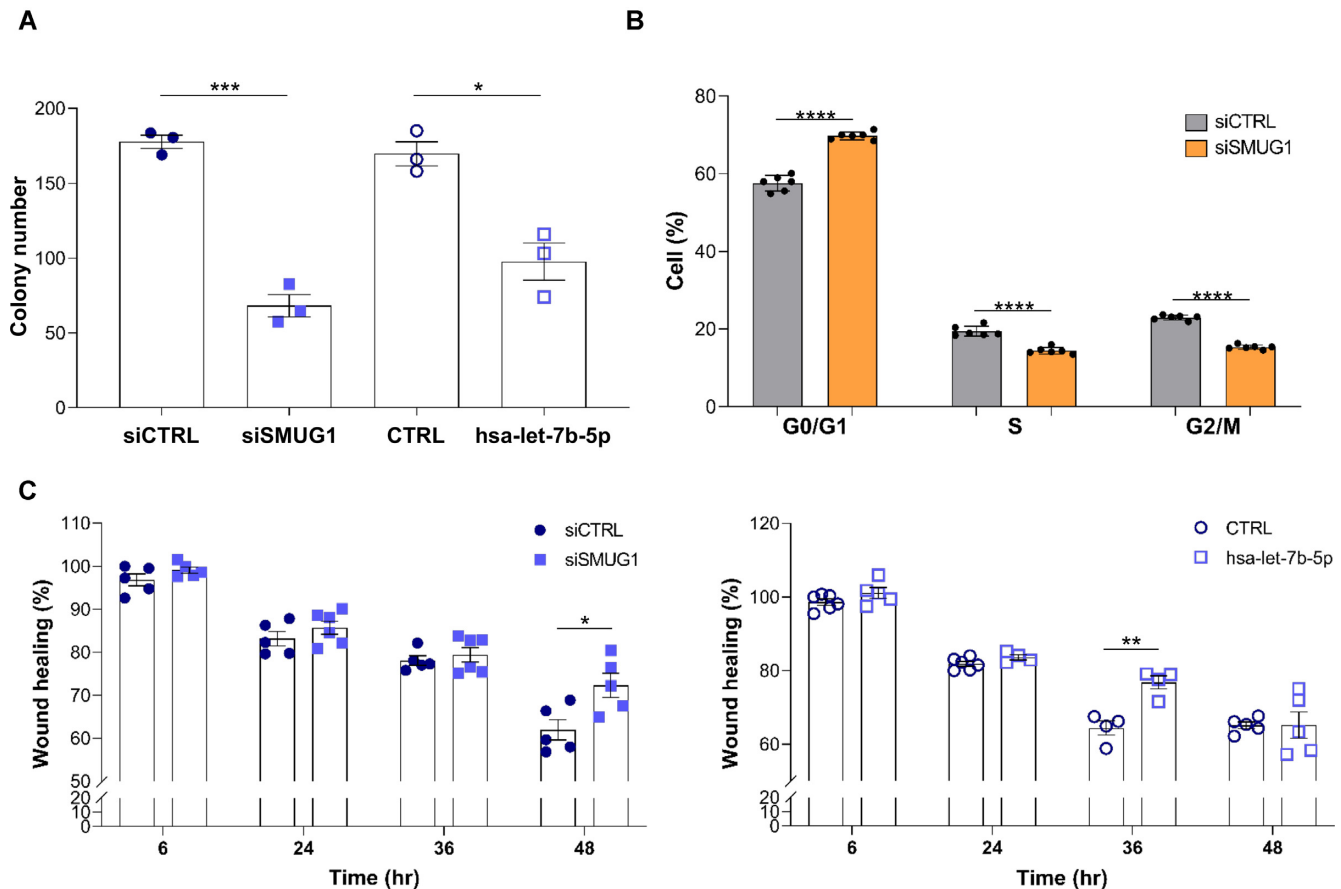 A
***
*
200
150
100
50
0
Colony number
siCTRL siSMUG1 CTRL hsa-let-7b-5p
B
siCTRL
siSMUG1
****
****
****
80
60
40
20
0
Cell (%)
G0/G1 S G2/M
C
siCTRL
siSMUG1
*
110
100
90
80
70
60
50
20
10
0
Wound healing (%)
6 24 36 48
Time (hr)
CTRL
hsa-let-7b-5p
**
120
100
80
60
20
10
0
Wound healing (%)
6 24 36 48
Time (hr)